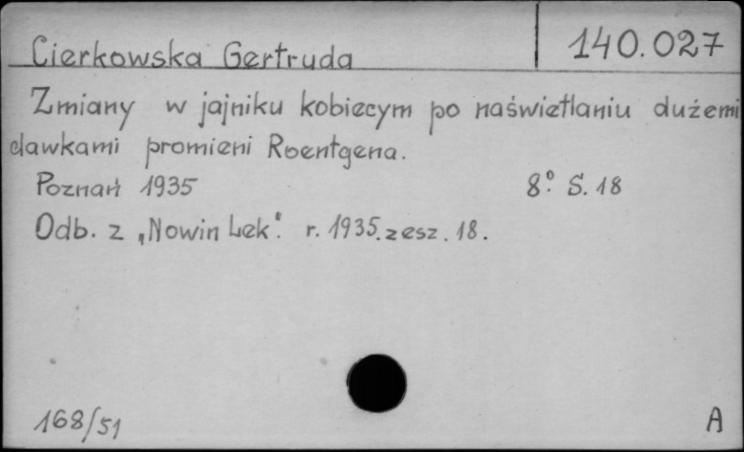 Cierkowska Gertruda
140.027
Zmiany w jajniku kobiecym po naświetlaniu dużemi
dawkami promieni Roentgena.
Poznań 1935 8º. S. 18
Odb. z „Nowin Lek". r. 1935. zesz. 18.
168/51
A